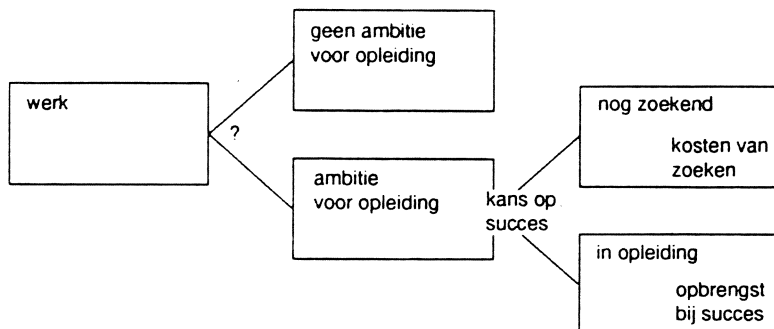 geen ambitie
voor opleiding
werk
?
ambitie
voor opleiding
kans op
succes
nog zoekend
kosten van
zoeken
in opleiding
opbrengst
bij succes